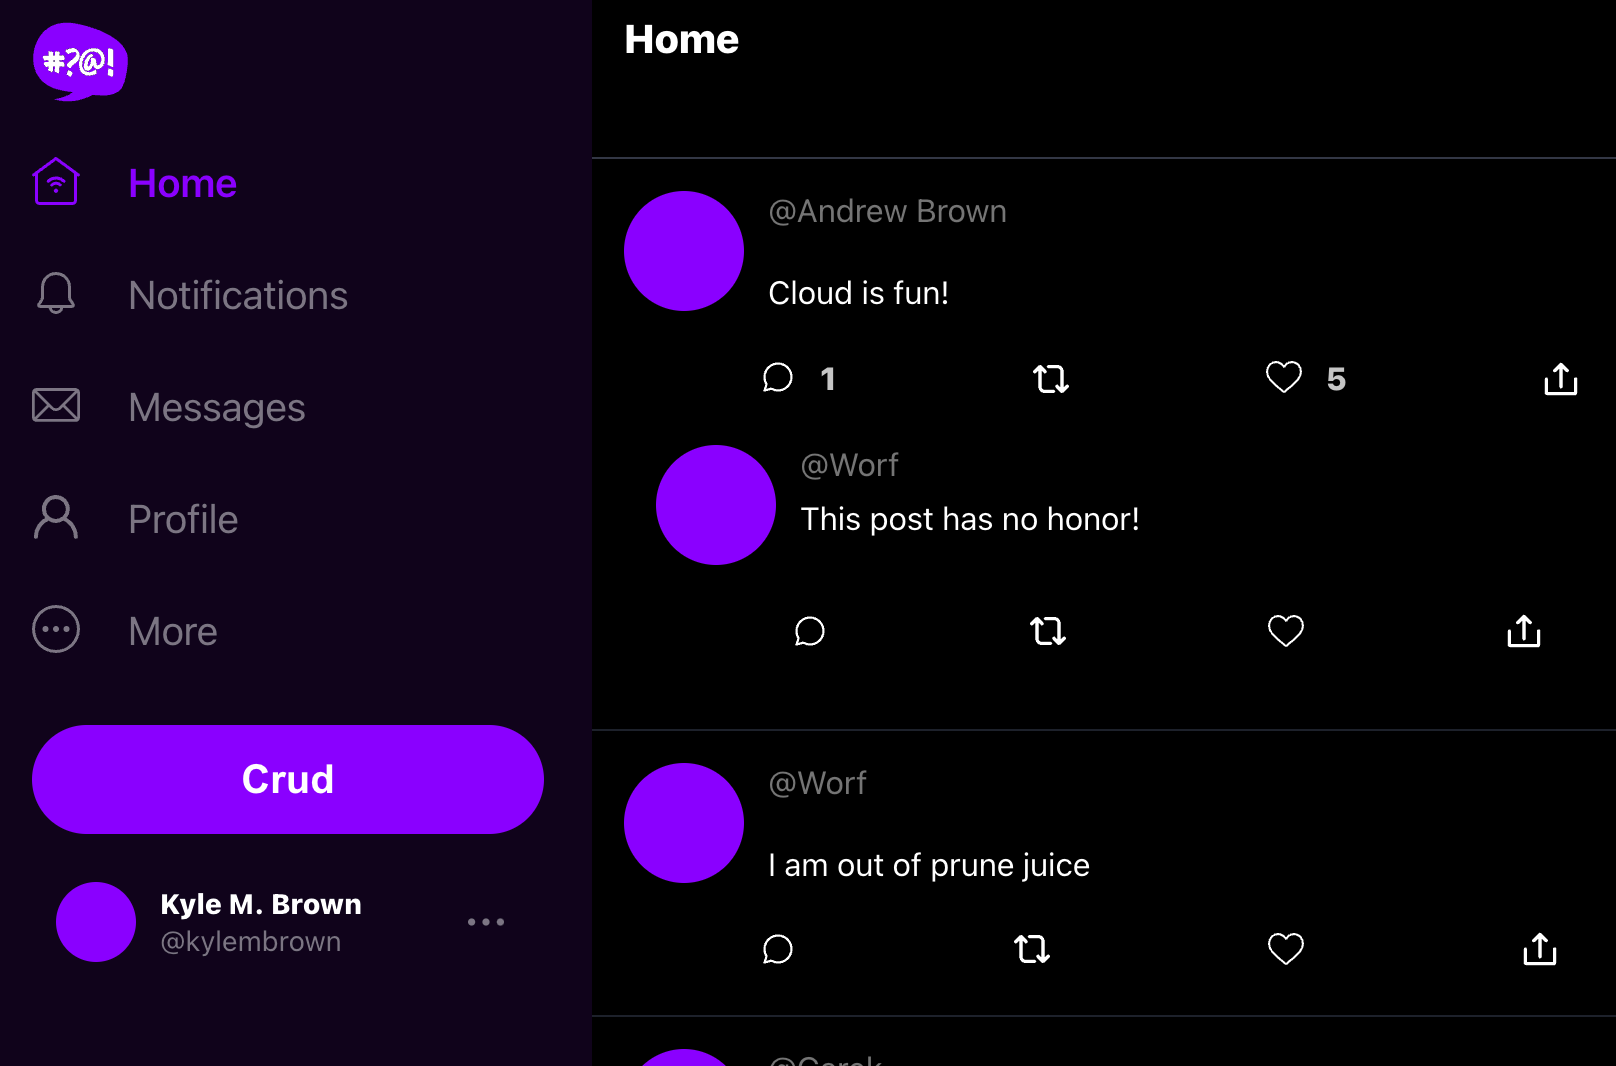 #?@!
Home
Notifications
Messages
Profile
More
Crud
Kyle M. Brown
@kylembrown
Home
@Andrew Brown
Cloud is fun!
1
5
@Worf
This post has no honor!
@Worf
I am out of prune juice
@Garek